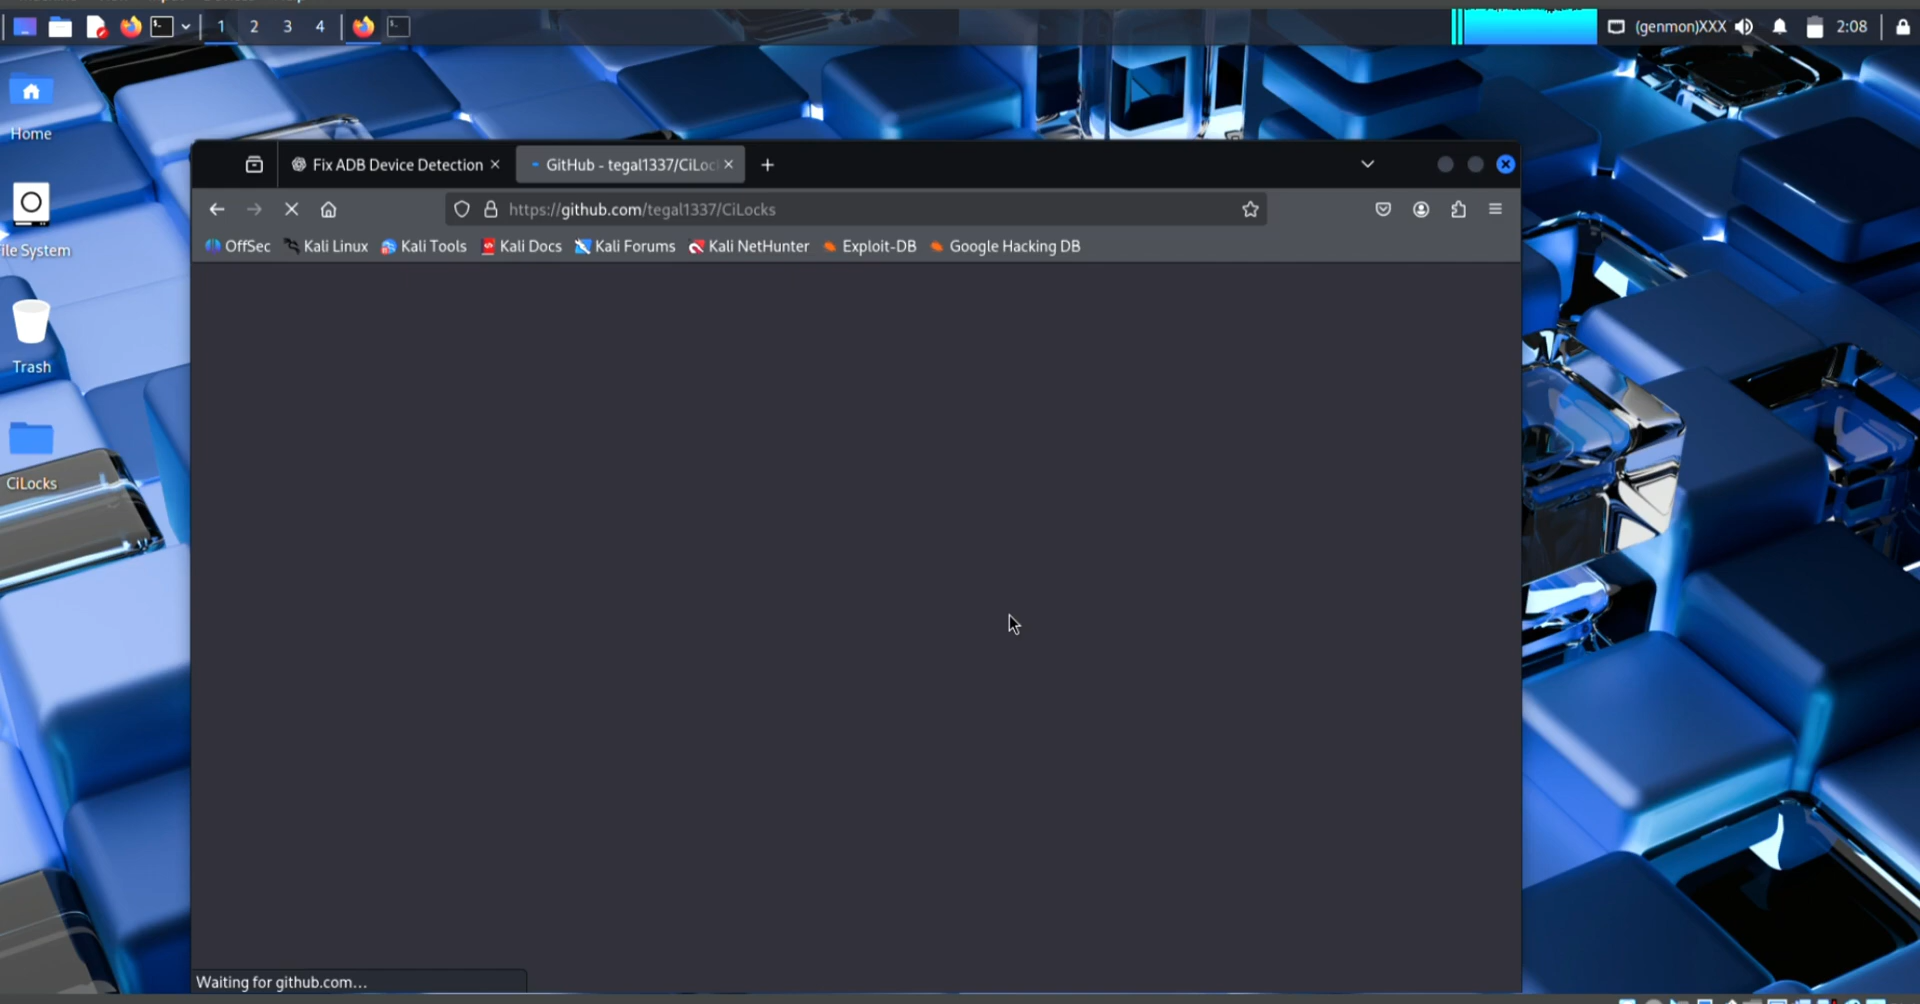 1 2 3 4 (genmon)XXX 2:08
Home
ile System
Trash
CiLocks
Fix ADB Device Detection GitHub - tegal1337/CiLoc
https://github.com/tegal1337/CiLocks
OffSec Kali Linux Kali Tools Kali Docs Kali Forums Kali NetHunter Exploit-DB Google Hacking DB
Waiting for github.com…